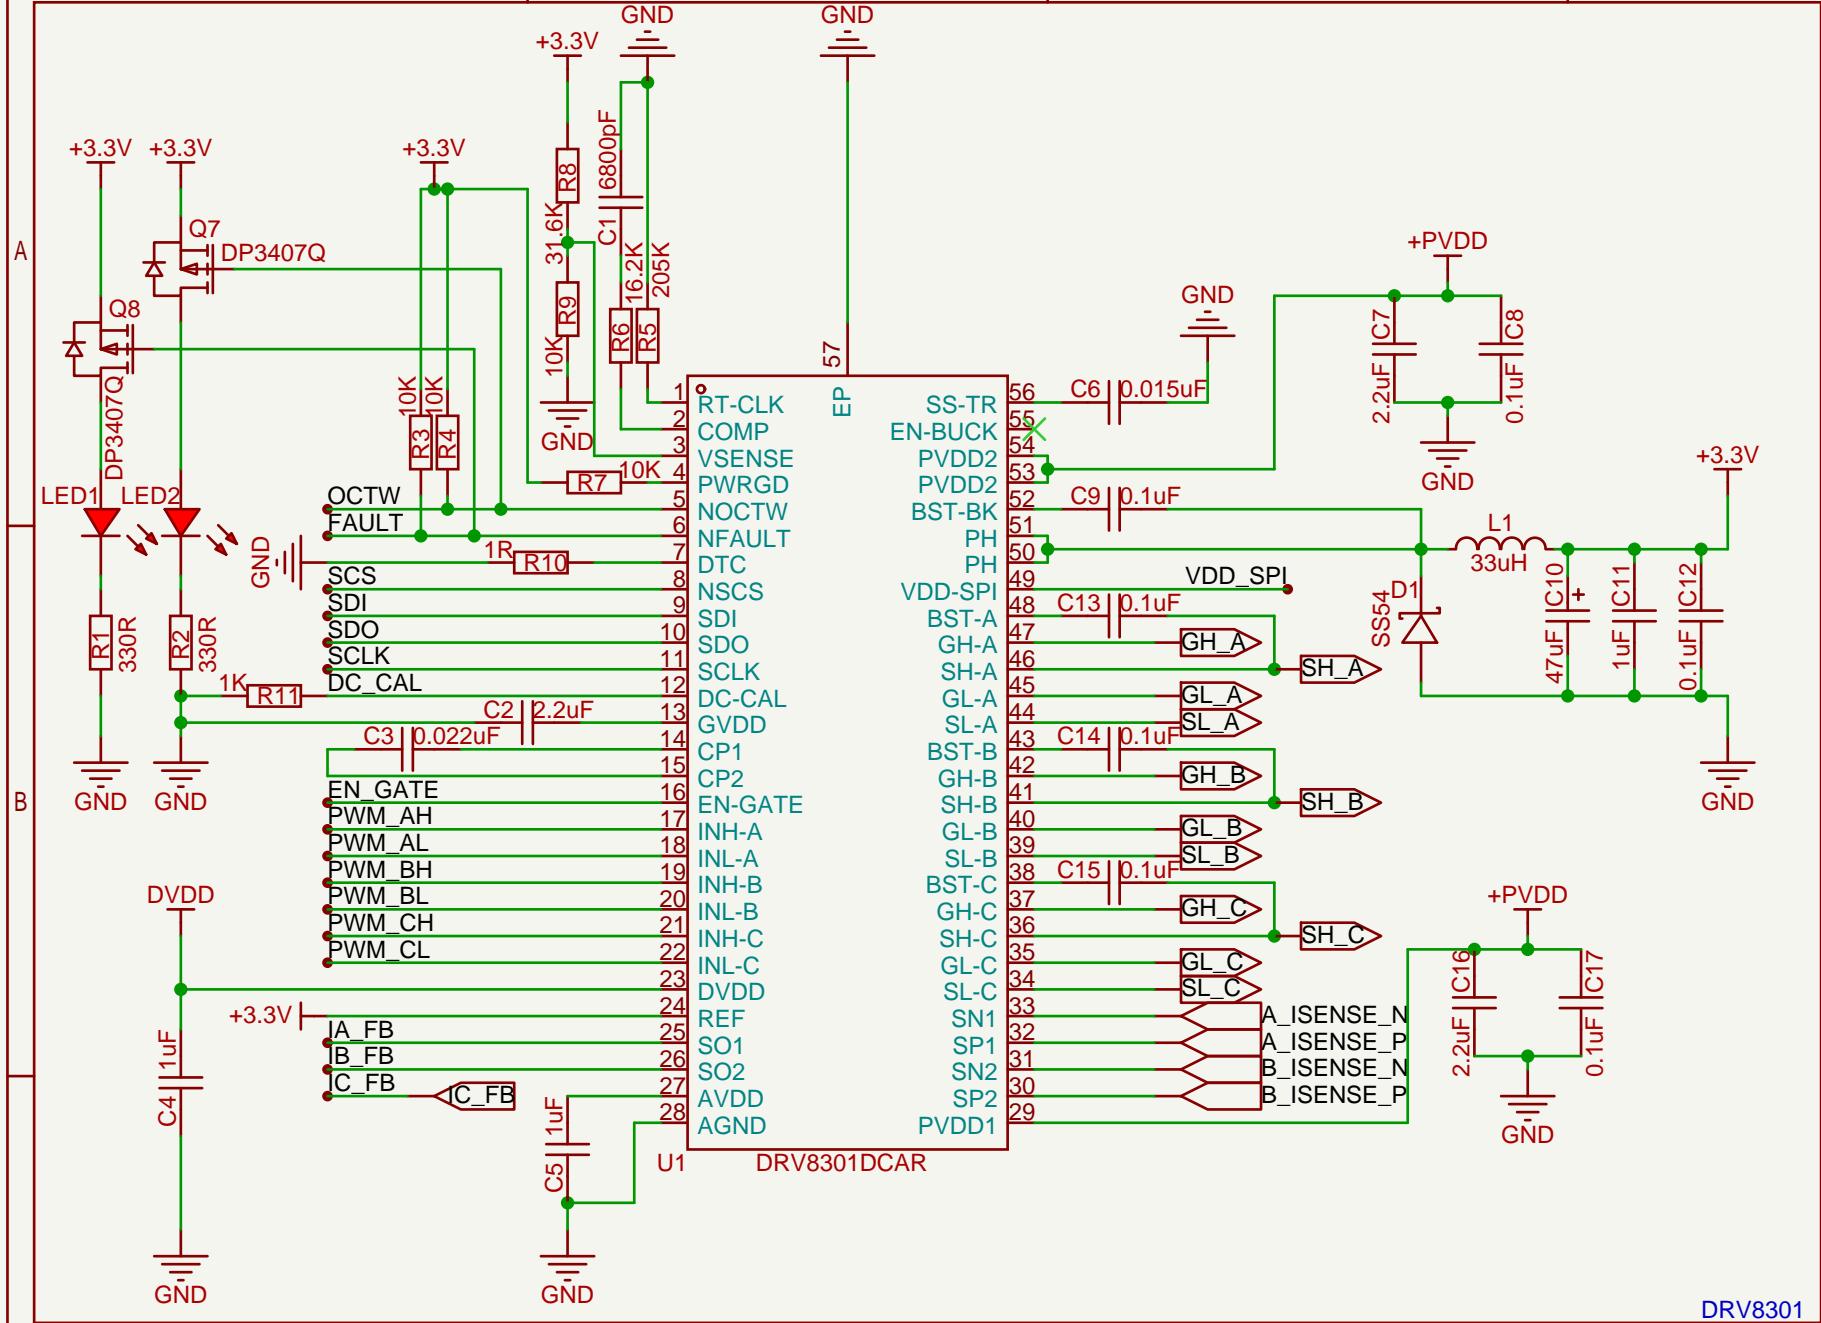 GND
GND
+3.3V
+3.3V
+3.3V
+3.3V
R8
31.6K
6800pF
C1
Q7
DP3407Q
Q8
DP3407Q
R9
10K
16.2K
205K
R6
R5
GND
10K
10K
R3
R4
57
EP
GND
+PVDD
C7
2.2uF
C8
0.1uF
GND
A
B
LED1
LED2
R7
10K
GND
1R
R10
R1
330R
R2
330R
1K
R11
C2
2.2uF
C3
0.022uF
GND
GND
OCTW
FAULT
SCS
SDI
SDO
SCLK
DC_CAL
EN_GATE
PWM_AH
PWM_AL
PWM_BH
PWM_BL
PWM_CH
PWM_CL
DVDD
+3.3V
IA_FB
IB_FB
IC_FB
IC_FB
C4
1uF
GND
C5
1uF
GND
1 RT-CLK
2 COMP
3 VSENSE
4 PWRGD
5 NOCTW
6 NFAULT
7 DTC
8 NSCS
9 SDI
10 SDO
11 SCLK
12 DC-CAL
13 GVDD
14 CP1
15 CP2
16 EN-GATE
17 INH-A
18 INL-A
19 INH-B
20 INL-B
21 INH-C
22 INL-C
23 DVDD
24 REF
25 SO1
26 SO2
27 AVDD
28 AGND
SS-TR 56
EN-BUCK 55
PVDD2 54
PVDD2 53
BST-BK 52
PH 51
PH 50
VDD-SPI 49
BST-A 48
GH-A 47
SH-A 46
GL-A 45
SL-A 44
BST-B 43
GH-B 42
SH-B 41
GL-B 40
SL-B 39
BST-C 38
GH-C 37
SH-C 36
GL-C 35
SL-C 34
SN1 33
SP1 32
SN2 31
SP2 30
PVDD1 29
U1
DRV8301DCAR
C6 0.015uF
C9 0.1uF
VDD_SPI
C13 0.1uF
GH_A
SH_A
GL_A
SL_A
C14 0.1uF
GH_B
SH_B
GL_B
SL_B
C15 0.1uF
GH_C
SH_C
GL_C
SL_C
A_ISENSE_N
A_ISENSE_P
B_ISENSE_N
B_ISENSE_P
+3.3V
L1
33uH
D1
SS54
C10
+
47uF
C11
1uF
C12
0.1uF
GND
+PVDD
C16
2.2uF
C17
0.1uF
GND
DRV8301